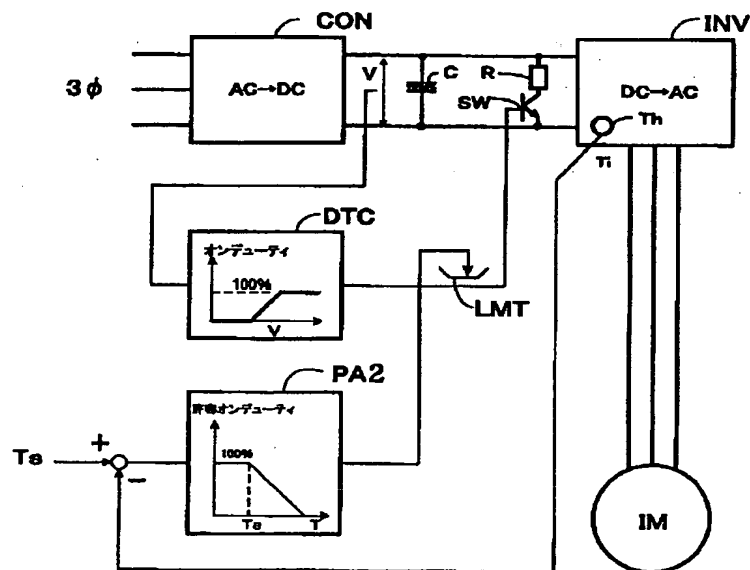 CON
INV
3φ
AC→DC
V
C
R
SW
DC→AC
Th
Ti
DTC
オンデューティ
100%
V
LMT
PA2
許容オンデューティ
100%
Ts
T
Ts
+
−
IM